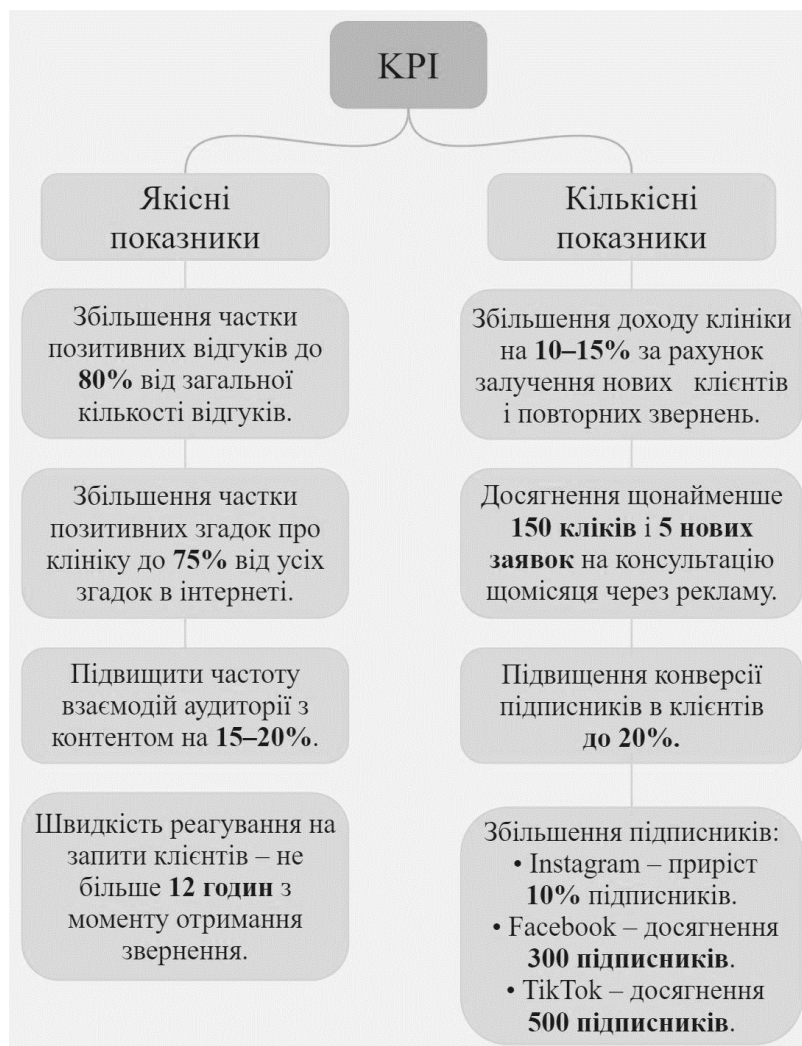 KPI
Якісні
показники
Збільшення частки
позитивних відгуків до
80% від загальної
кількості відгуків.
Збільшення частки
позитивних згадок про
клініку до 75% від усіх
згадок в інтернеті.
Підвищити частоту
взаємодій аудиторії з
контентом на 15–20%.
Швидкість реагування на
запити клієнтів – не
більше 12 годин з
моменту отримання
звернення.
Кількісні
показники
Збільшення доходу клініки
на 10–15% за рахунок
залучення нових клієнтів
і повторних звернень.
Досягнення щонайменше
150 кліків і 5 нових
заявок на консультацію
щомісяця через рекламу.
Підвищення конверсії
підписників в клієнтів
до 20%.
Збільшення підписників:
• Instagram – приріст
10% підписників.
• Facebook – досягнення
300 підписників.
• TikTok – досягнення
500 підписників.